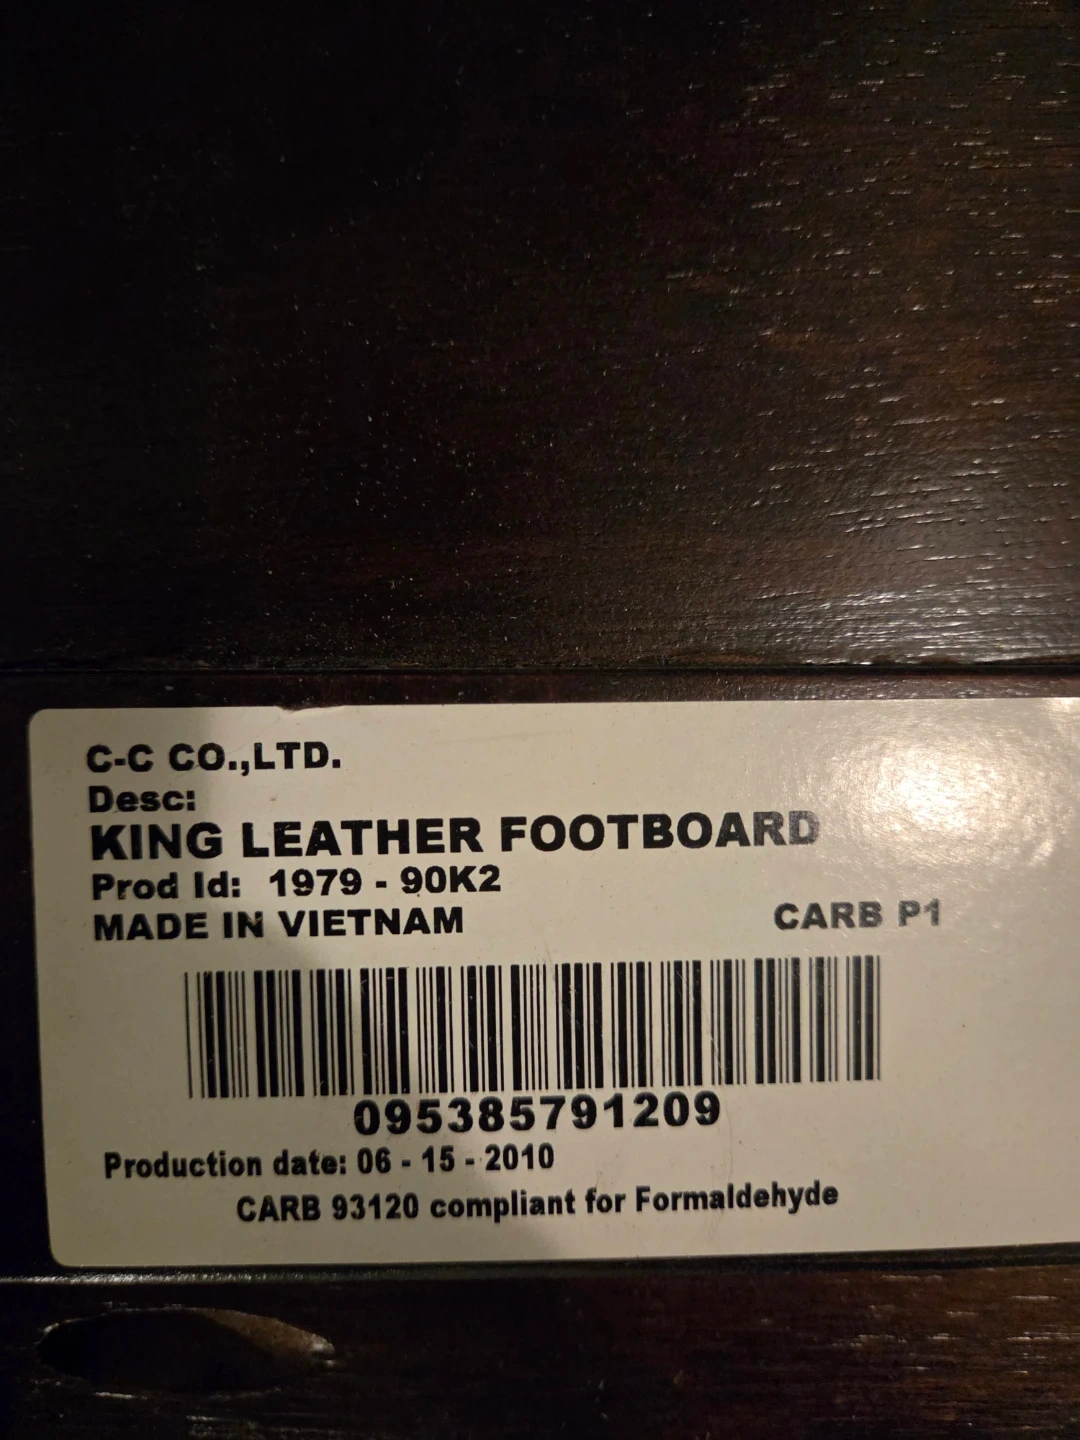 C-C CO.,LTD.
Desc:
KING LEATHER FOOTBOARD
Prod Id: 1979 - 90K2
MADE IN VIETNAM
CARB P1
095385791209
Production date: 06 - 15 - 2010
CARB 93120 compliant for Formaldehyde